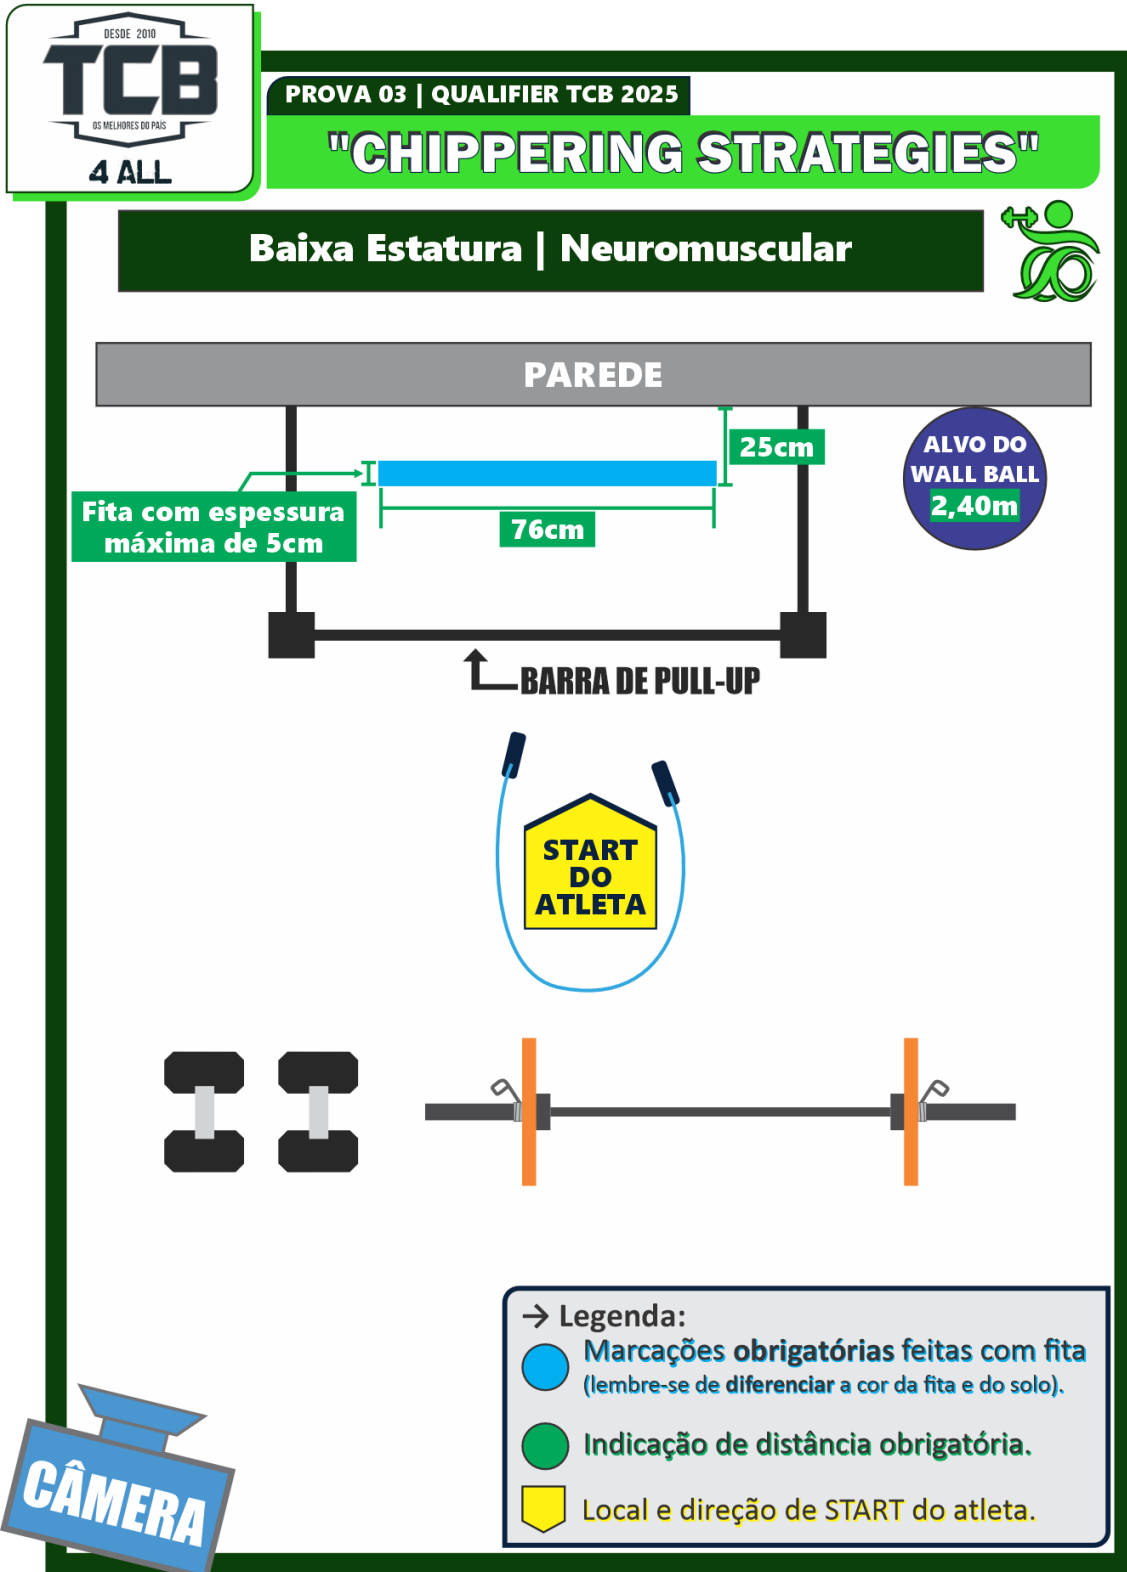 DESDE 2010
TCB
OS MELHORES DO PAÍS
4 ALL
PROVA 03 | QUALIFIER TCB 2025
"CHIPPERING STRATEGIES"
Baixa Estatura | Neuromuscular
PAREDE
25cm
ALVO DO
WALL BALL
2,40m
Fita com espessura
máxima de 5cm
76cm
BARRA DE PULL-UP
START
DO
ATLETA
→ Legenda:
Marcações obrigatórias feitas com fita
(lembre-se de diferenciar a cor da fita e do solo).
Indicação de distância obrigatória.
Local e direção de START do atleta.
CÂMERA